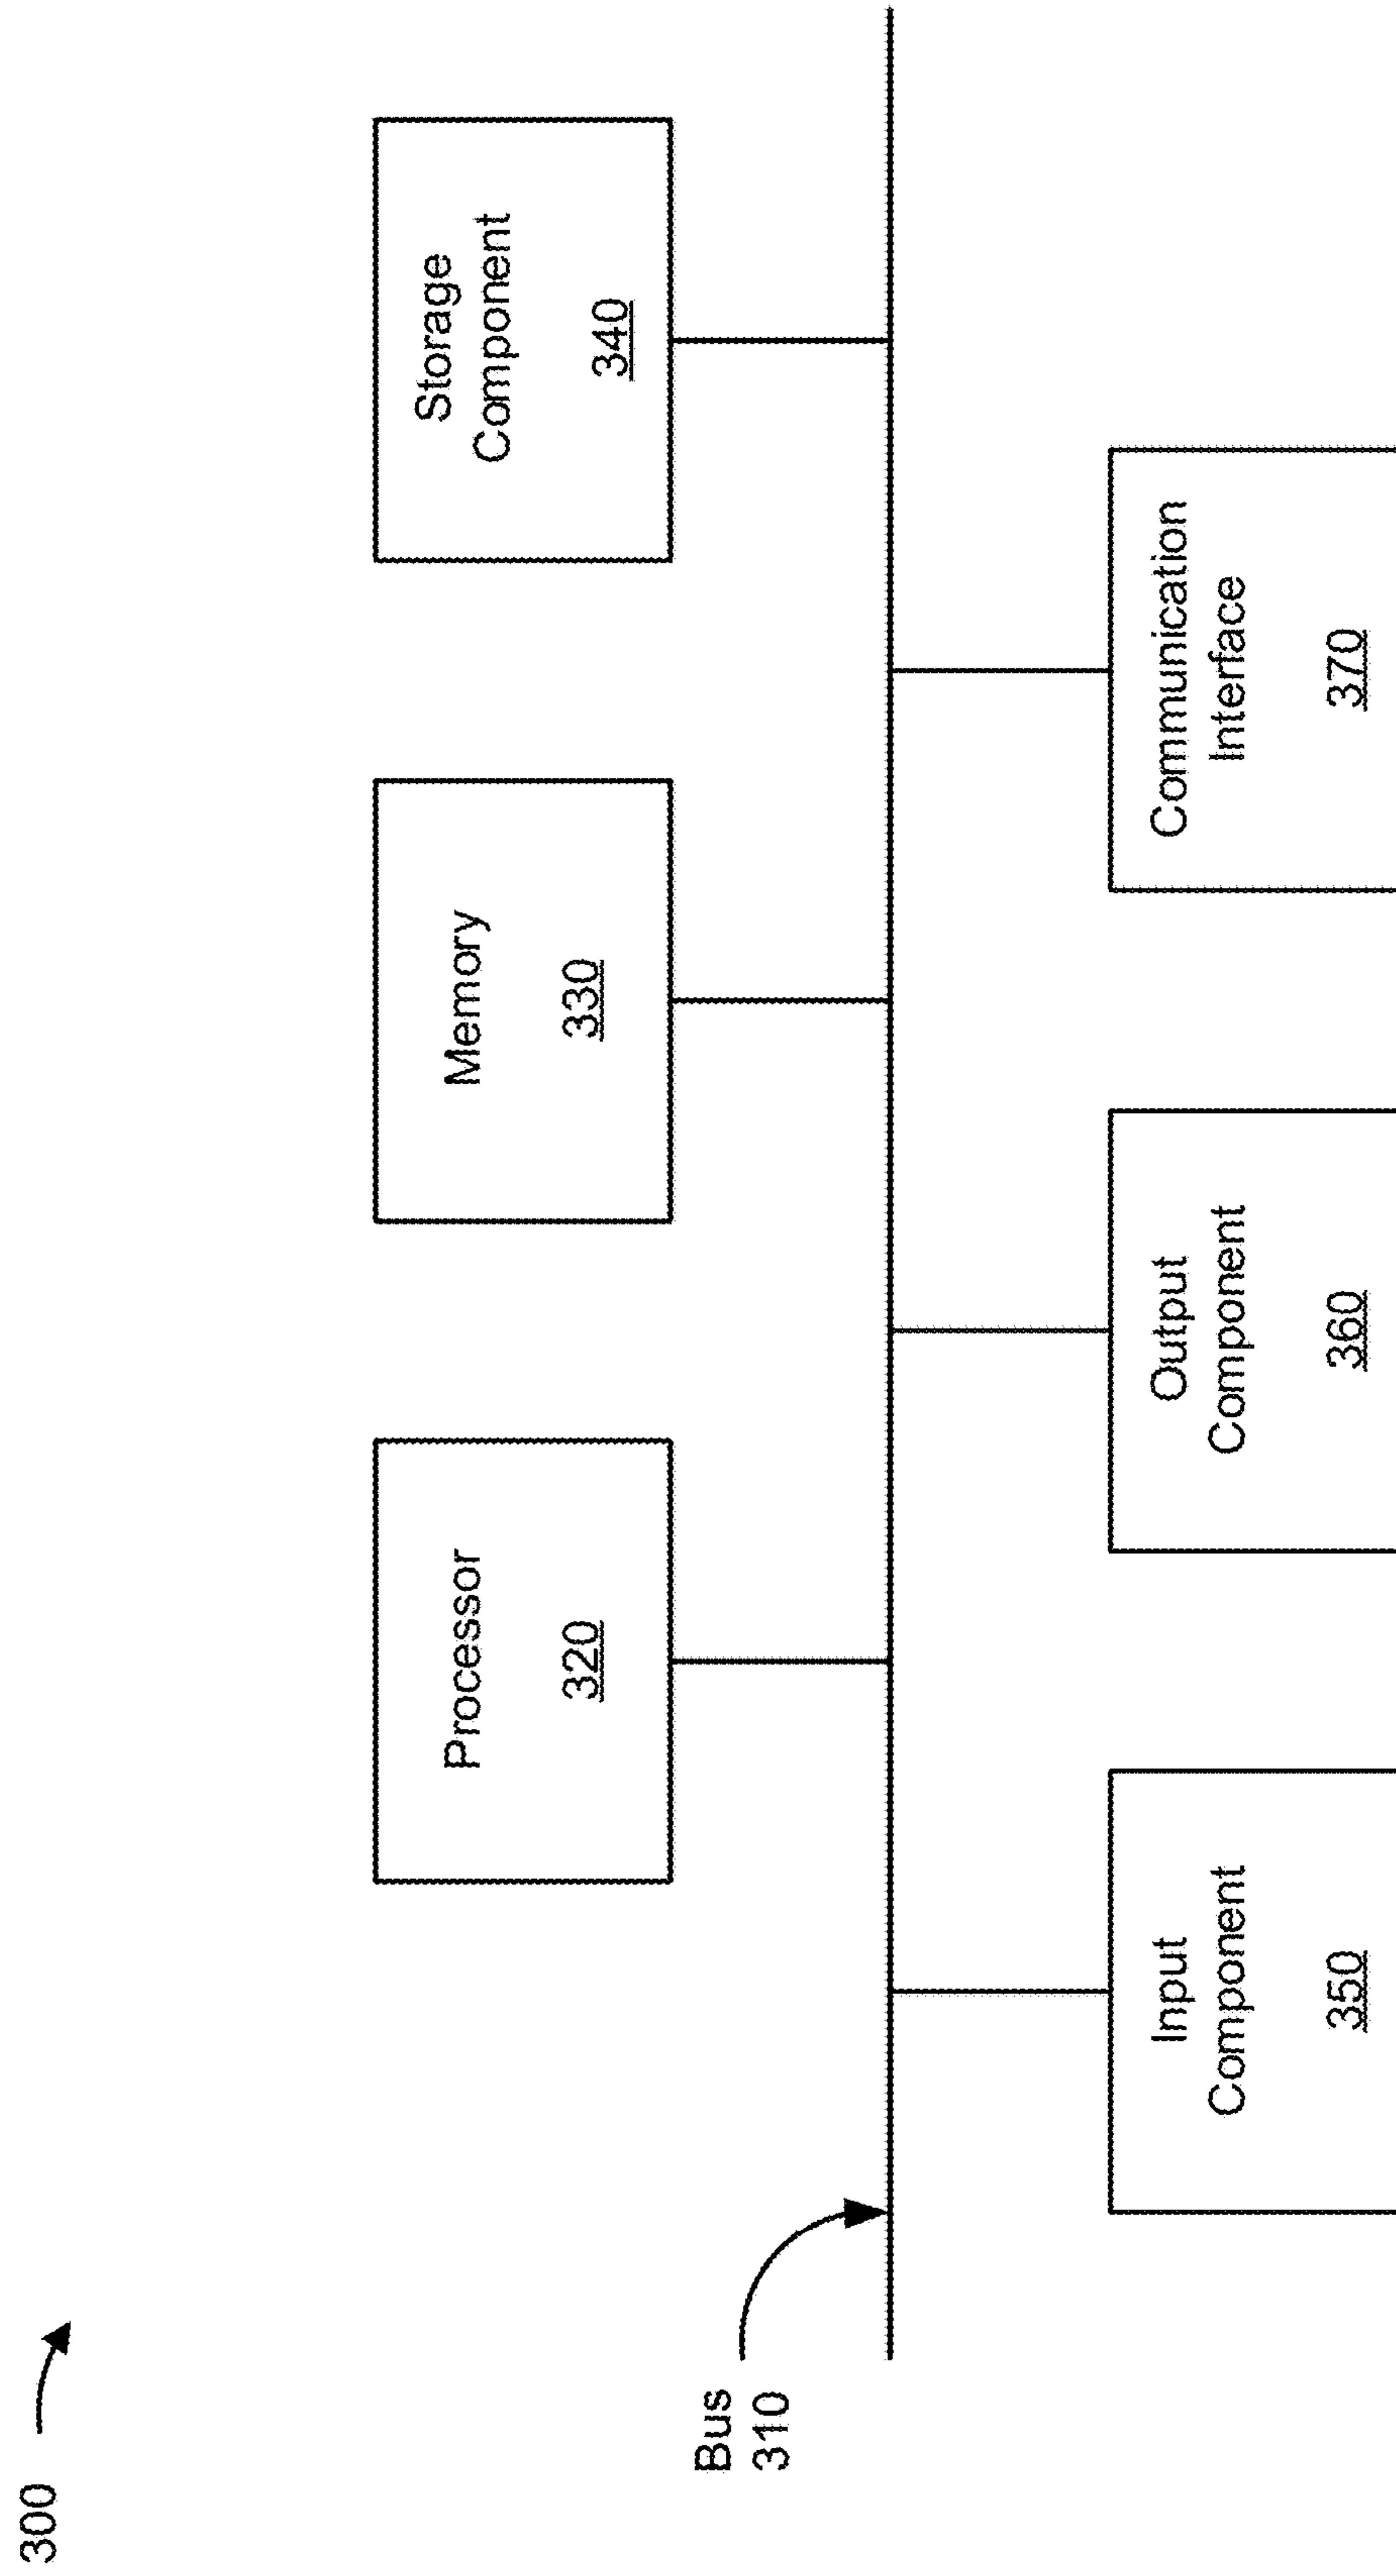 300
Processor
320
Memory
330
Storage
Component
340
Bus
310
Input
Component
350
Output
Component
360
Communication
Interface
370